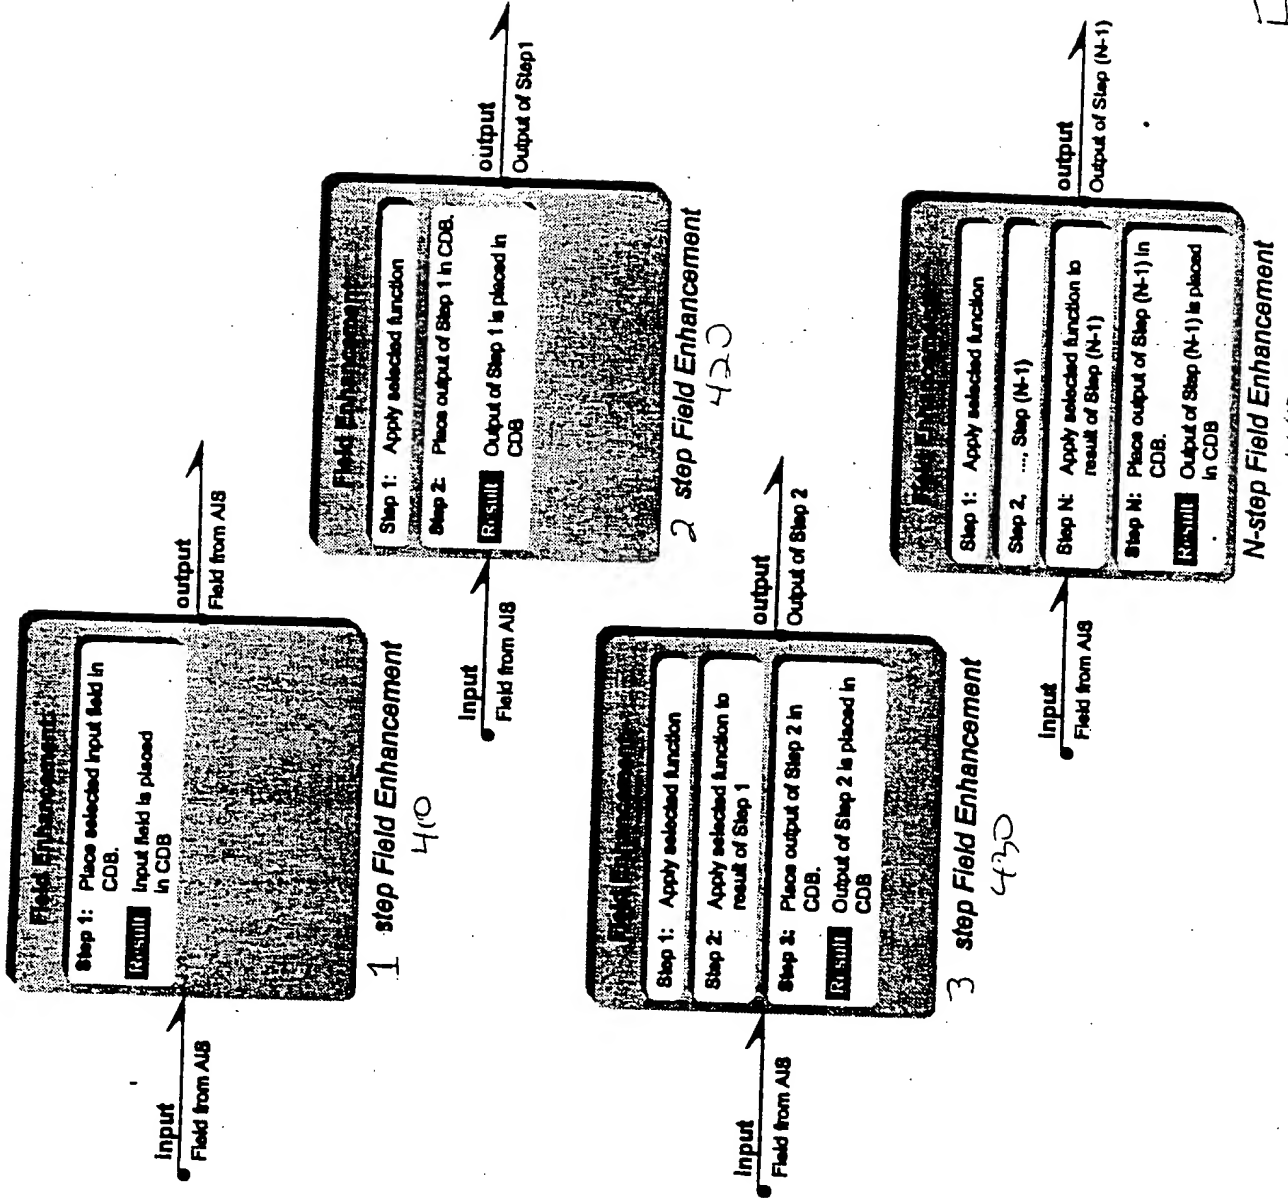 Field Enhancement
Step 1: Place selected input field in
CDB.
Result Input field is placed
in CDB
Input
Field from AIS
output
Field from AIS
1 step Field Enhancement
410
Field Enhancement
Step 1: Apply selected function
Step 2: Place output of Step 1 in CDB.
Result Output of Step 1 is placed in
CDB
Input
Field from AIS
output
Output of Step1
2 step Field Enhancement
420
Field Enhancement
Step 1: Apply selected function
Step 2: Apply selected function to
result of Step 1
Step 3: Place output of Step 2 in
CDB.
Result Output of Step 2 is placed in
CDB
Input
Field from AIS
output
Output of Step 2
3 step Field Enhancement
430
Field Enhancement
Step 1: Apply selected function
Step 2, ..., Step (N-1)
Step N: Apply selected function to
result of Step (N-1)
Step N: Place output of Step (N-1) in
CDB.
Result Output of Step (N-1) is placed
in CDB
Input
Field from AIS
output
Output of Step (N-1)
N-step Field Enhancement